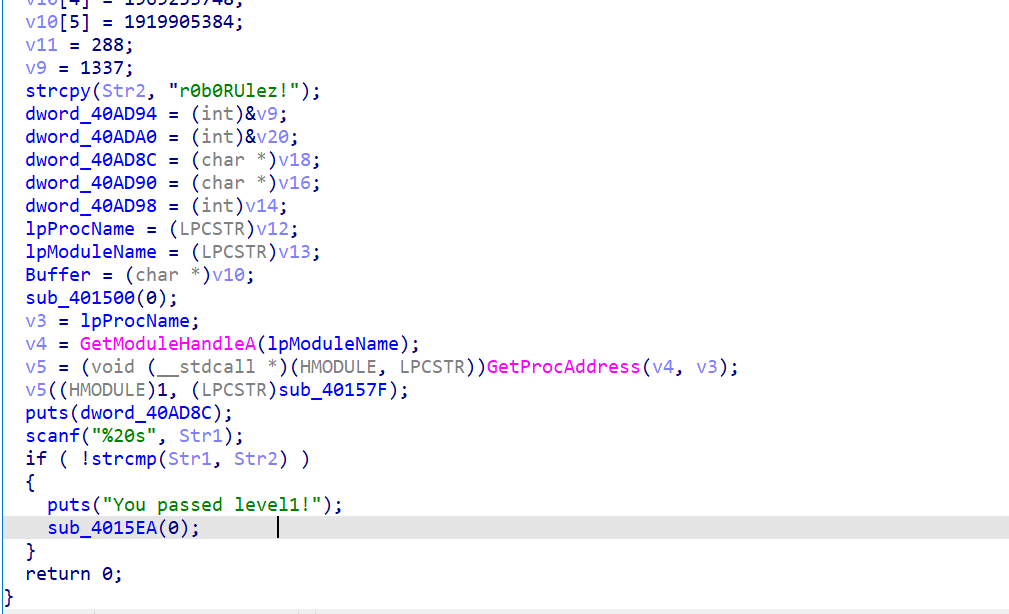 v10[4] = 1969253748;
v10[5] = 1919905384;
v11 = 288;
v9 = 1337;
strcpy(Str2, "r0b0RUlez!");
dword_40AD94 = (int)&v9;
dword_40ADA0 = (int)&v20;
dword_40AD8C = (char *)v18;
dword_40AD90 = (char *)v16;
dword_40AD98 = (int)v14;
lpProcName = (LPCSTR)v12;
lpModuleName = (LPCSTR)v13;
Buffer = (char *)v10;
sub_401500(0);
v3 = lpProcName;
v4 = GetModuleHandleA(lpModuleName);
v5 = (void (__stdcall *)(HMODULE, LPCSTR))GetProcAddress(v4, v3);
v5((HMODULE)1, (LPCSTR)sub_40157F);
puts(dword_40AD8C);
scanf("%20s", Str1);
if ( !strcmp(Str1, Str2) )
{
puts("You passed level1!");
sub_4015EA(0);
}
return 0;
}